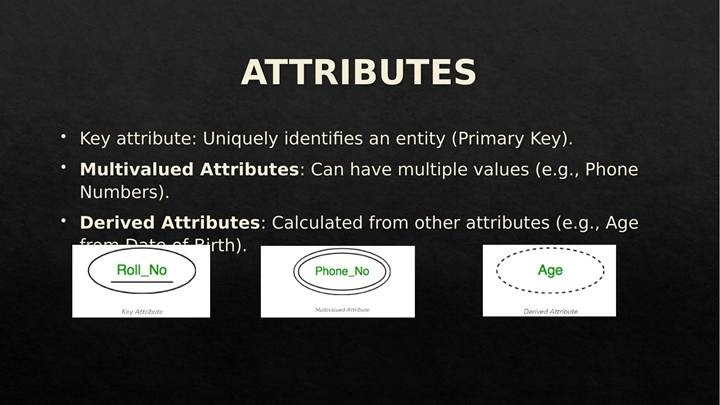 ATTRIBUTES
• Key attribute: Uniquely identifies an entity (Primary Key).
• Multivalued Attributes: Can have multiple values (e.g., Phone
Numbers).
• Derived Attributes: Calculated from other attributes (e.g., Age
from Date of Birth).
Roll_No
Phone_No
Age
Key Attribute
Multivalued Attribute
Derived Attribute